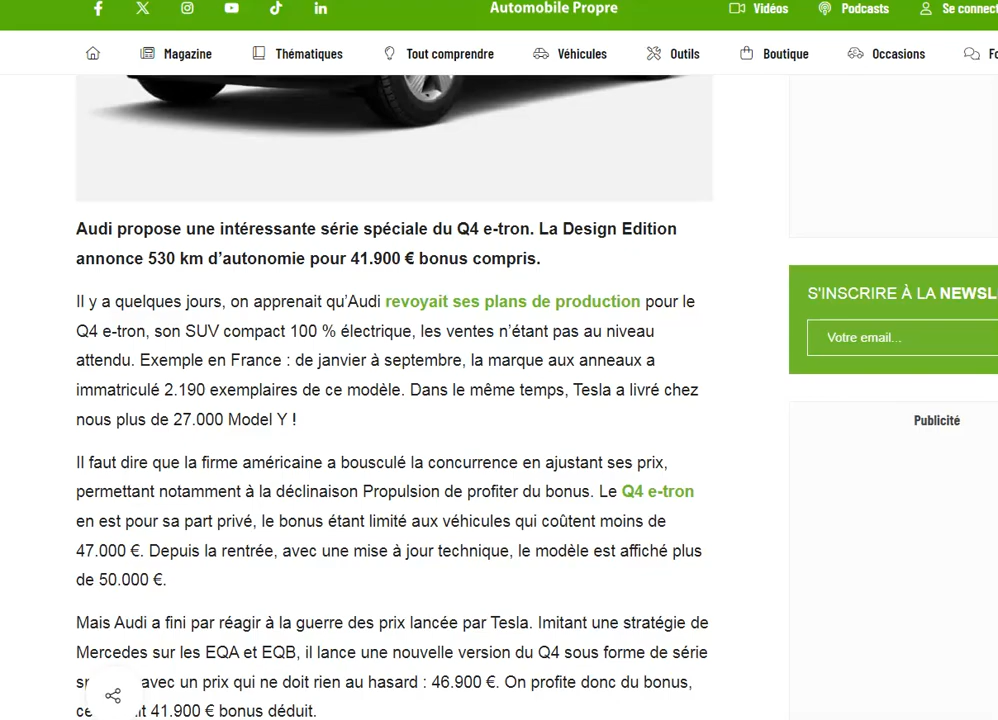 Automobile Propre
Vidéos
Podcasts
Se connect
Magazine
Thématiques
Tout comprendre
Véhicules
Outils
Boutique
Occasions
Audi propose une intéressante série spéciale du Q4 e-tron. La Design Edition
annonce 530 km d’autonomie pour 41.900 € bonus compris.
Il y a quelques jours, on apprenait qu’Audi revoyait ses plans de production pour le
Q4 e-tron, son SUV compact 100 % électrique, les ventes n’étant pas au niveau
attendu. Exemple en France : de janvier à septembre, la marque aux anneaux a
immatriculé 2.190 exemplaires de ce modèle. Dans le même temps, Tesla a livré chez
nous plus de 27.000 Model Y !
Il faut dire que la firme américaine a bousculé la concurrence en ajustant ses prix,
permettant notamment à la déclinaison Propulsion de profiter du bonus. Le Q4 e-tron
en est pour sa part privé, le bonus étant limité aux véhicules qui coûtent moins de
47.000 €. Depuis la rentrée, avec une mise à jour technique, le modèle est affiché plus
de 50.000 €.
Mais Audi a fini par réagir à la guerre des prix lancée par Tesla. Imitant une stratégie de
Mercedes sur les EQA et EQB, il lance une nouvelle version du Q4 sous forme de série
avec un prix qui ne doit rien au hasard : 46.900 €. On profite donc du bonus,
41.900 € bonus déduit.
S'INSCRIRE À LA NEWSL
Votre email...
Publicité